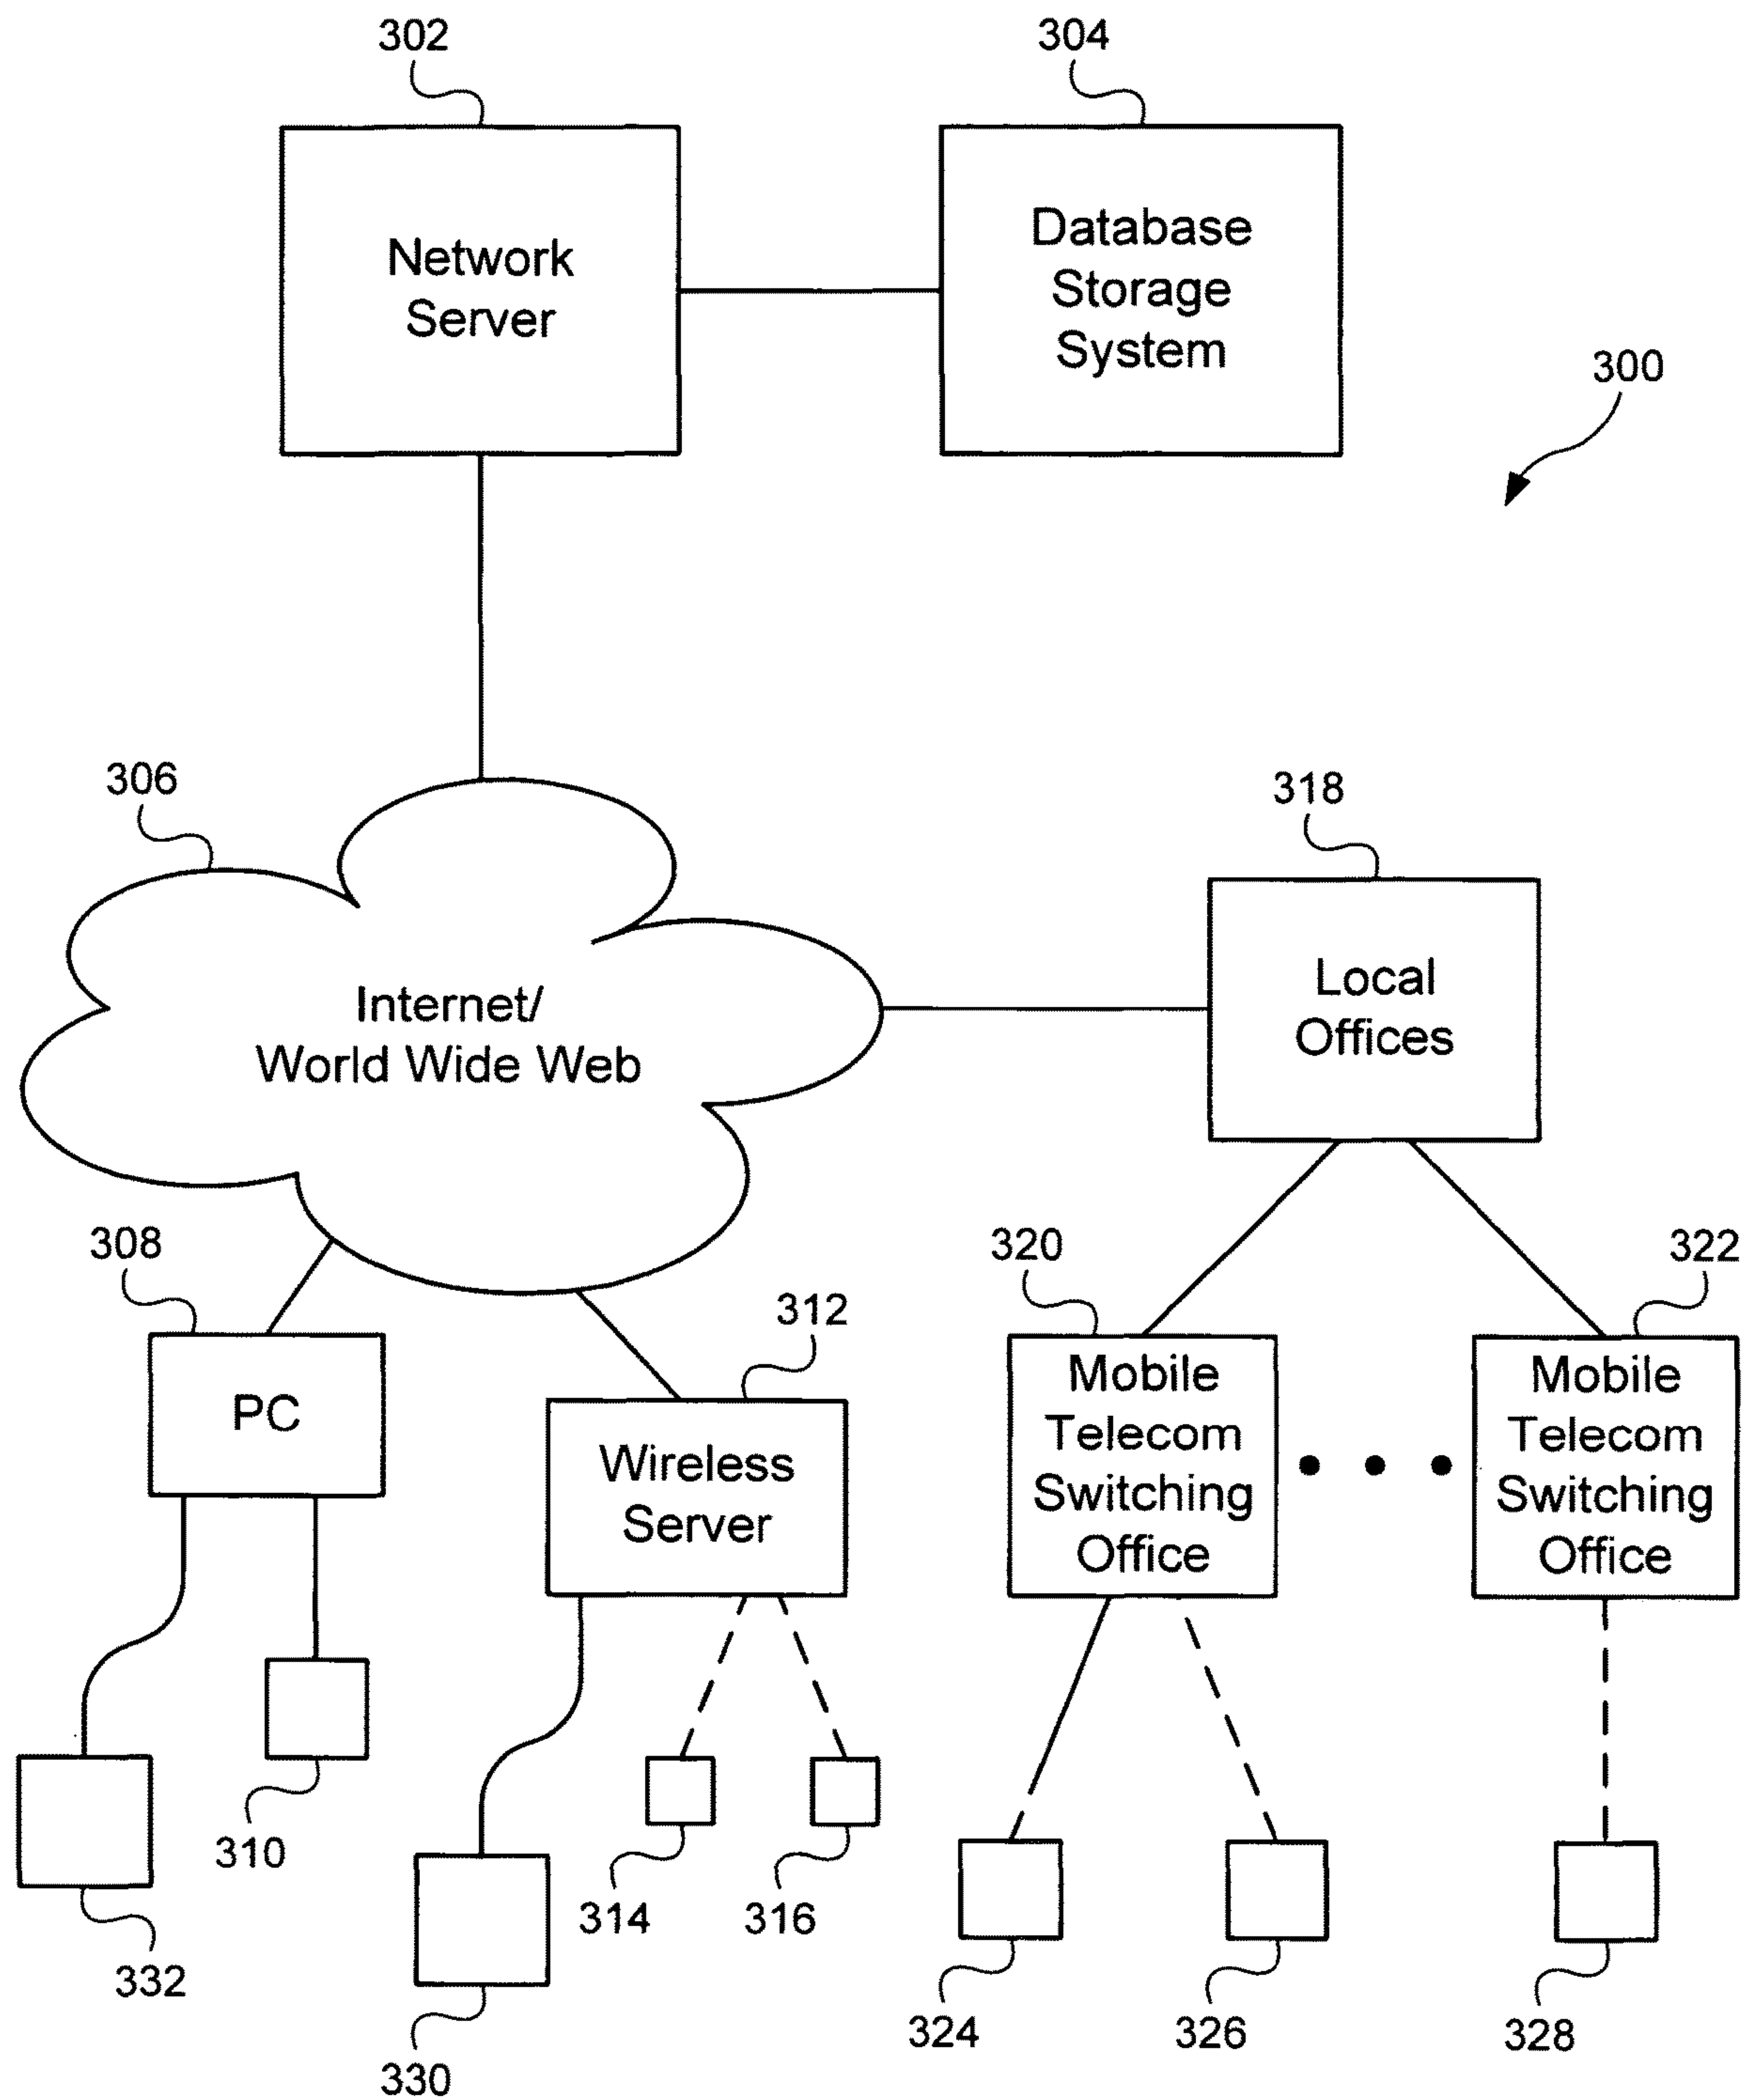 302
304
Network
Server
Database
Storage
System
300
306
318
Internet/
World Wide Web
Local
Offices
308
312
320
322
PC
Wireless
Server
Mobile
Telecom
Switching
Office
Mobile
Telecom
Switching
Office
310
332
314
316
330
324
326
328